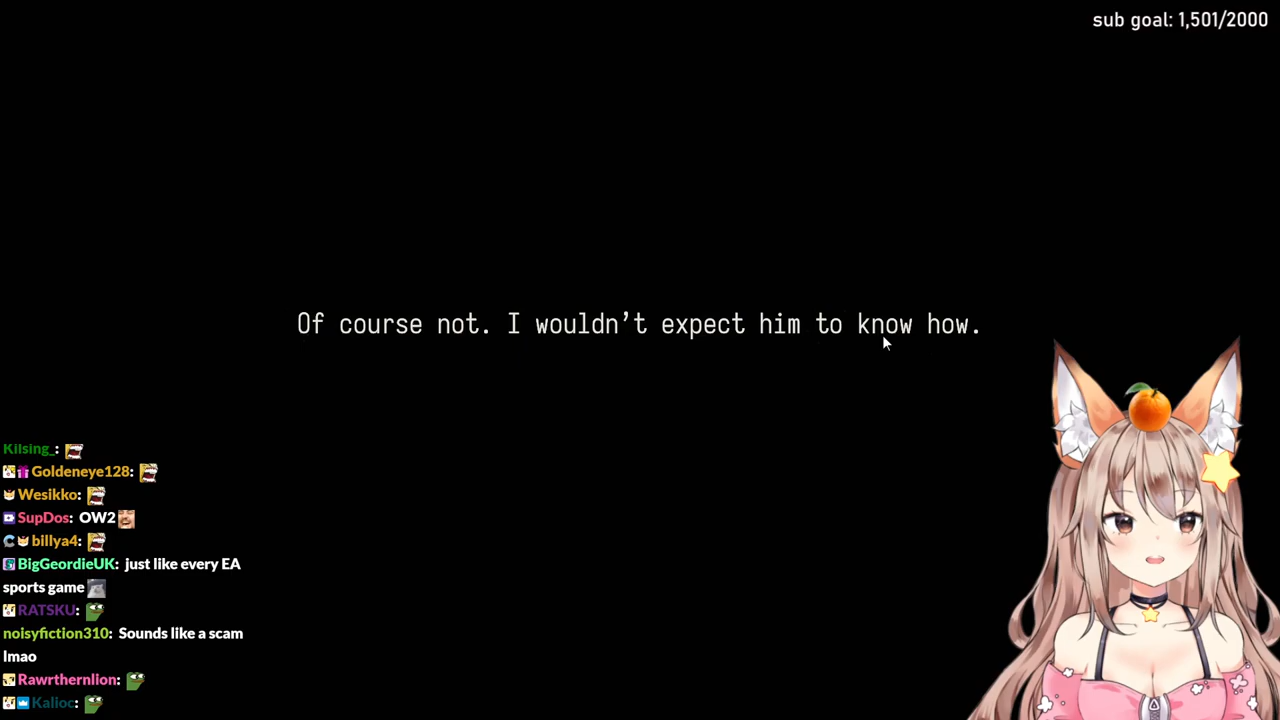 sub goal: 1,501/2000
Of course not. I wouldn’t expect him to know how.
Kilsing_:
Goldeneye128:
Wesikko:
SupDos: OW2
billya4:
BigGeordieUK: just like every EA
sports game
RATSKU:
noisyfiction310: Sounds like a scam
lmao
Rawrthernlion:
Kalioc: